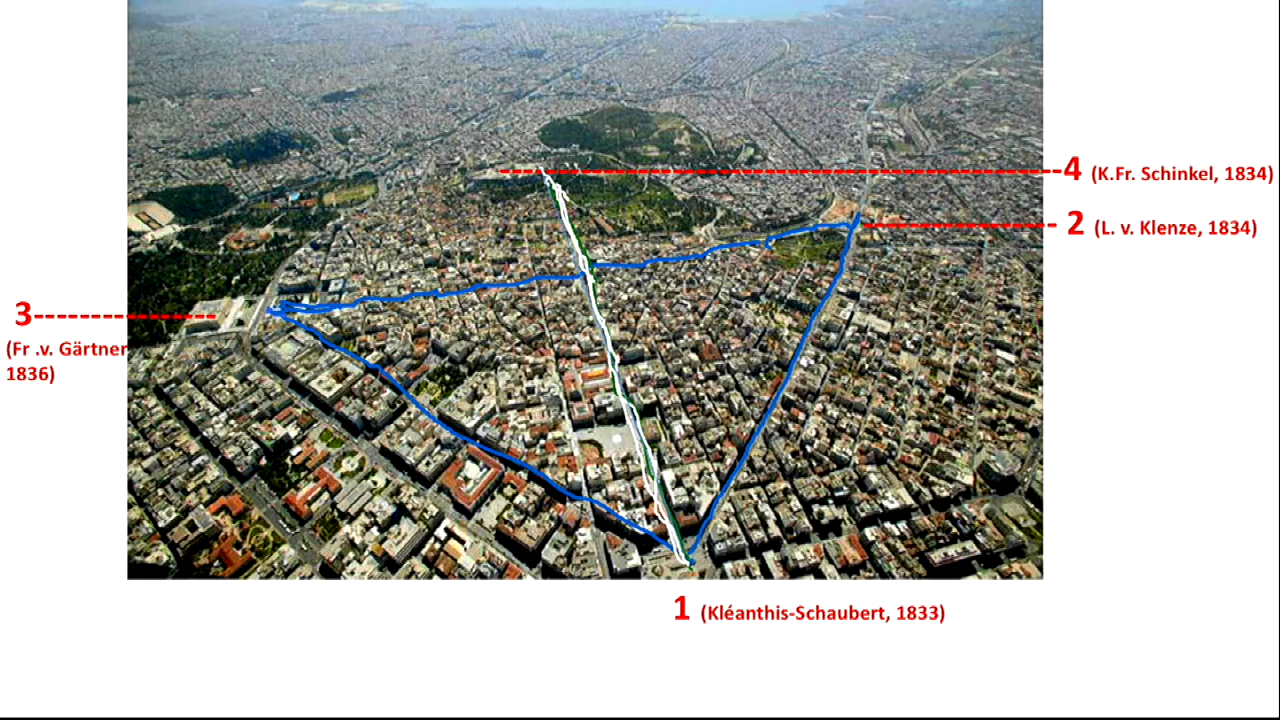 4 (K.Fr. Schinkel, 1834)
2 (L. v. Klenze, 1834)
3
(Fr .v. Gärtner
1836)
1 (Kléanthis-Schaubert, 1833)